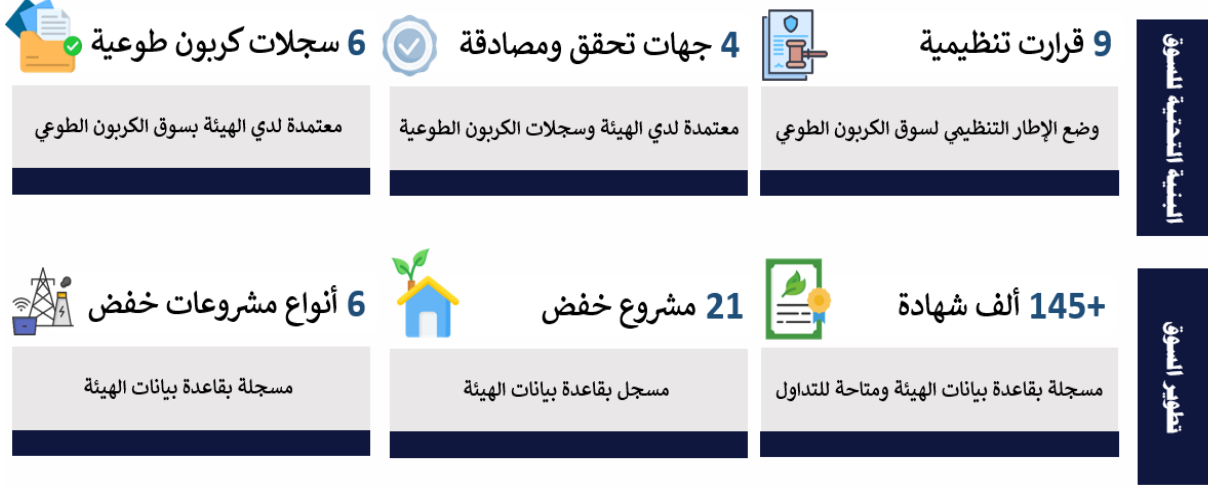 البنية التحتية للسوق
9 قرارت تنظيمية
وضع الإطار التنظيمي لسوق الكربون الطوعي
4 جهات تحقق ومصادقة
معتمدة لدي الهيئة وسجلات الكربون الطوعية
6 سجلات كربون طوعية
معتمدة لدي الهيئة بسوق الكربون الطوعي
تطوير السوق
+145 ألف شهادة
مسجلة بقاعدة بيانات الهيئة ومتاحة للتداول
21 مشروع خفض
مسجل بقاعدة بيانات الهيئة
6 أنواع مشروعات خفض
مسجلة بقاعدة بيانات الهيئة